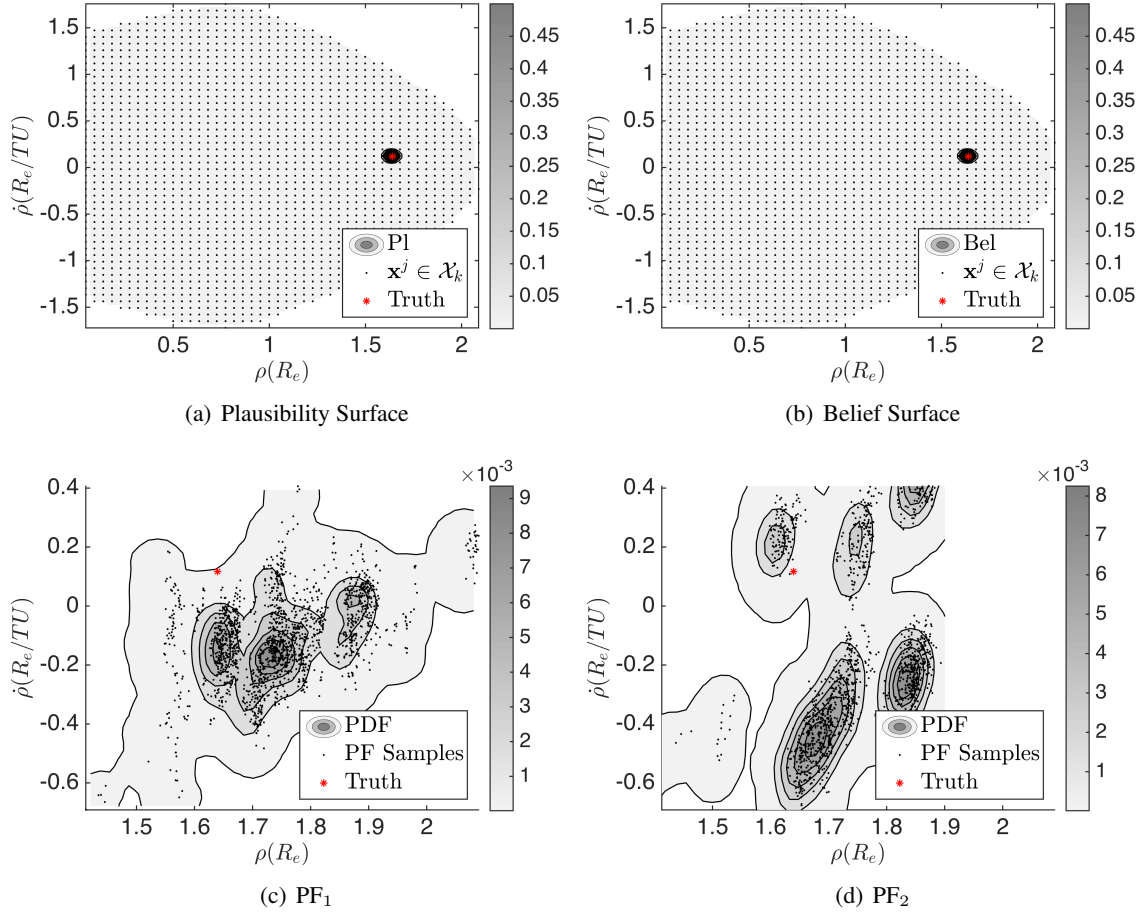 1.5
1
0.5
0
-0.5
-1
-1.5
ρ̇(R_e/TU)
0.5 1 1.5 2
ρ(R_e)
0.45
0.4
0.35
0.3
0.25
0.2
0.15
0.1
0.05
Pl
x^j ∈ 𝒳_k
Truth
(a) Plausibility Surface
1.5
1
0.5
0
-0.5
-1
-1.5
ρ̇(R_e/TU)
0.5 1 1.5 2
ρ(R_e)
0.45
0.4
0.35
0.3
0.25
0.2
0.15
0.1
0.05
Bel
x^j ∈ 𝒳_k
Truth
(b) Belief Surface
0.4
0.2
0
-0.2
-0.4
-0.6
ρ̇(R_e/TU)
1.5 1.6 1.7 1.8 1.9 2
ρ(R_e)
×10⁻³
9
8
7
6
5
4
3
2
1
PDF
PF Samples
Truth
(c) PF₁
0.4
0.2
0
-0.2
-0.4
-0.6
ρ̇(R_e/TU)
1.5 1.6 1.7 1.8 1.9 2
ρ(R_e)
×10⁻³
8
7
6
5
4
3
2
1
PDF
PF Samples
Truth
(d) PF₂